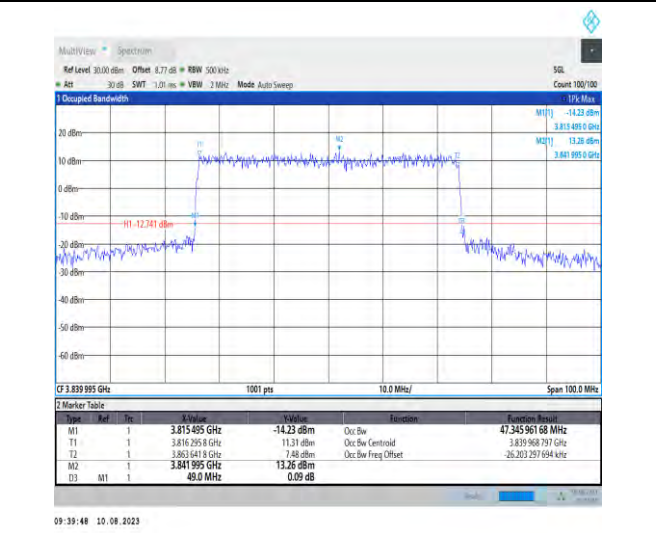 MultiView Spectrum
Ref Level 30.00 dBm Offset 8.77 dB RBW 500 kHz SGL
Att 30 dB SWT 1.01 ms VBW 2 MHz Mode Auto Sweep Count 100/100
1 Occupied Bandwidth 1Pk Max
M1[1] -14.23 dBm
3.815 495 0 GHz
20 dBm
M2[1] 13.26 dBm
3.841 995 0 GHz
M2
T1
10 dBm
0 dBm
-10 dBm
H1 -12.741 dBm
-20 dBm
-30 dBm
-40 dBm
-50 dBm
-60 dBm
CF 3.839 995 GHz 1001 pts 10.0 MHz/ Span 100.0 MHz
2 Marker Table
Type Ref Trc X-Value Y-Value Function Function Result
M1 1 3.815 495 GHz -14.23 dBm Occ Bw 47.345 961 68 MHz
T1 1 3.816 295 8 GHz 11.31 dBm Occ Bw Centroid 3.839 968 797 GHz
T2 1 3.863 641 8 GHz 7.48 dBm Occ Bw Freq Offset -26.203 297 694 kHz
M2 1 3.841 995 GHz 13.26 dBm
D3 M1 1 49.0 MHz 0.09 dB
09:39:48 10.08.2023